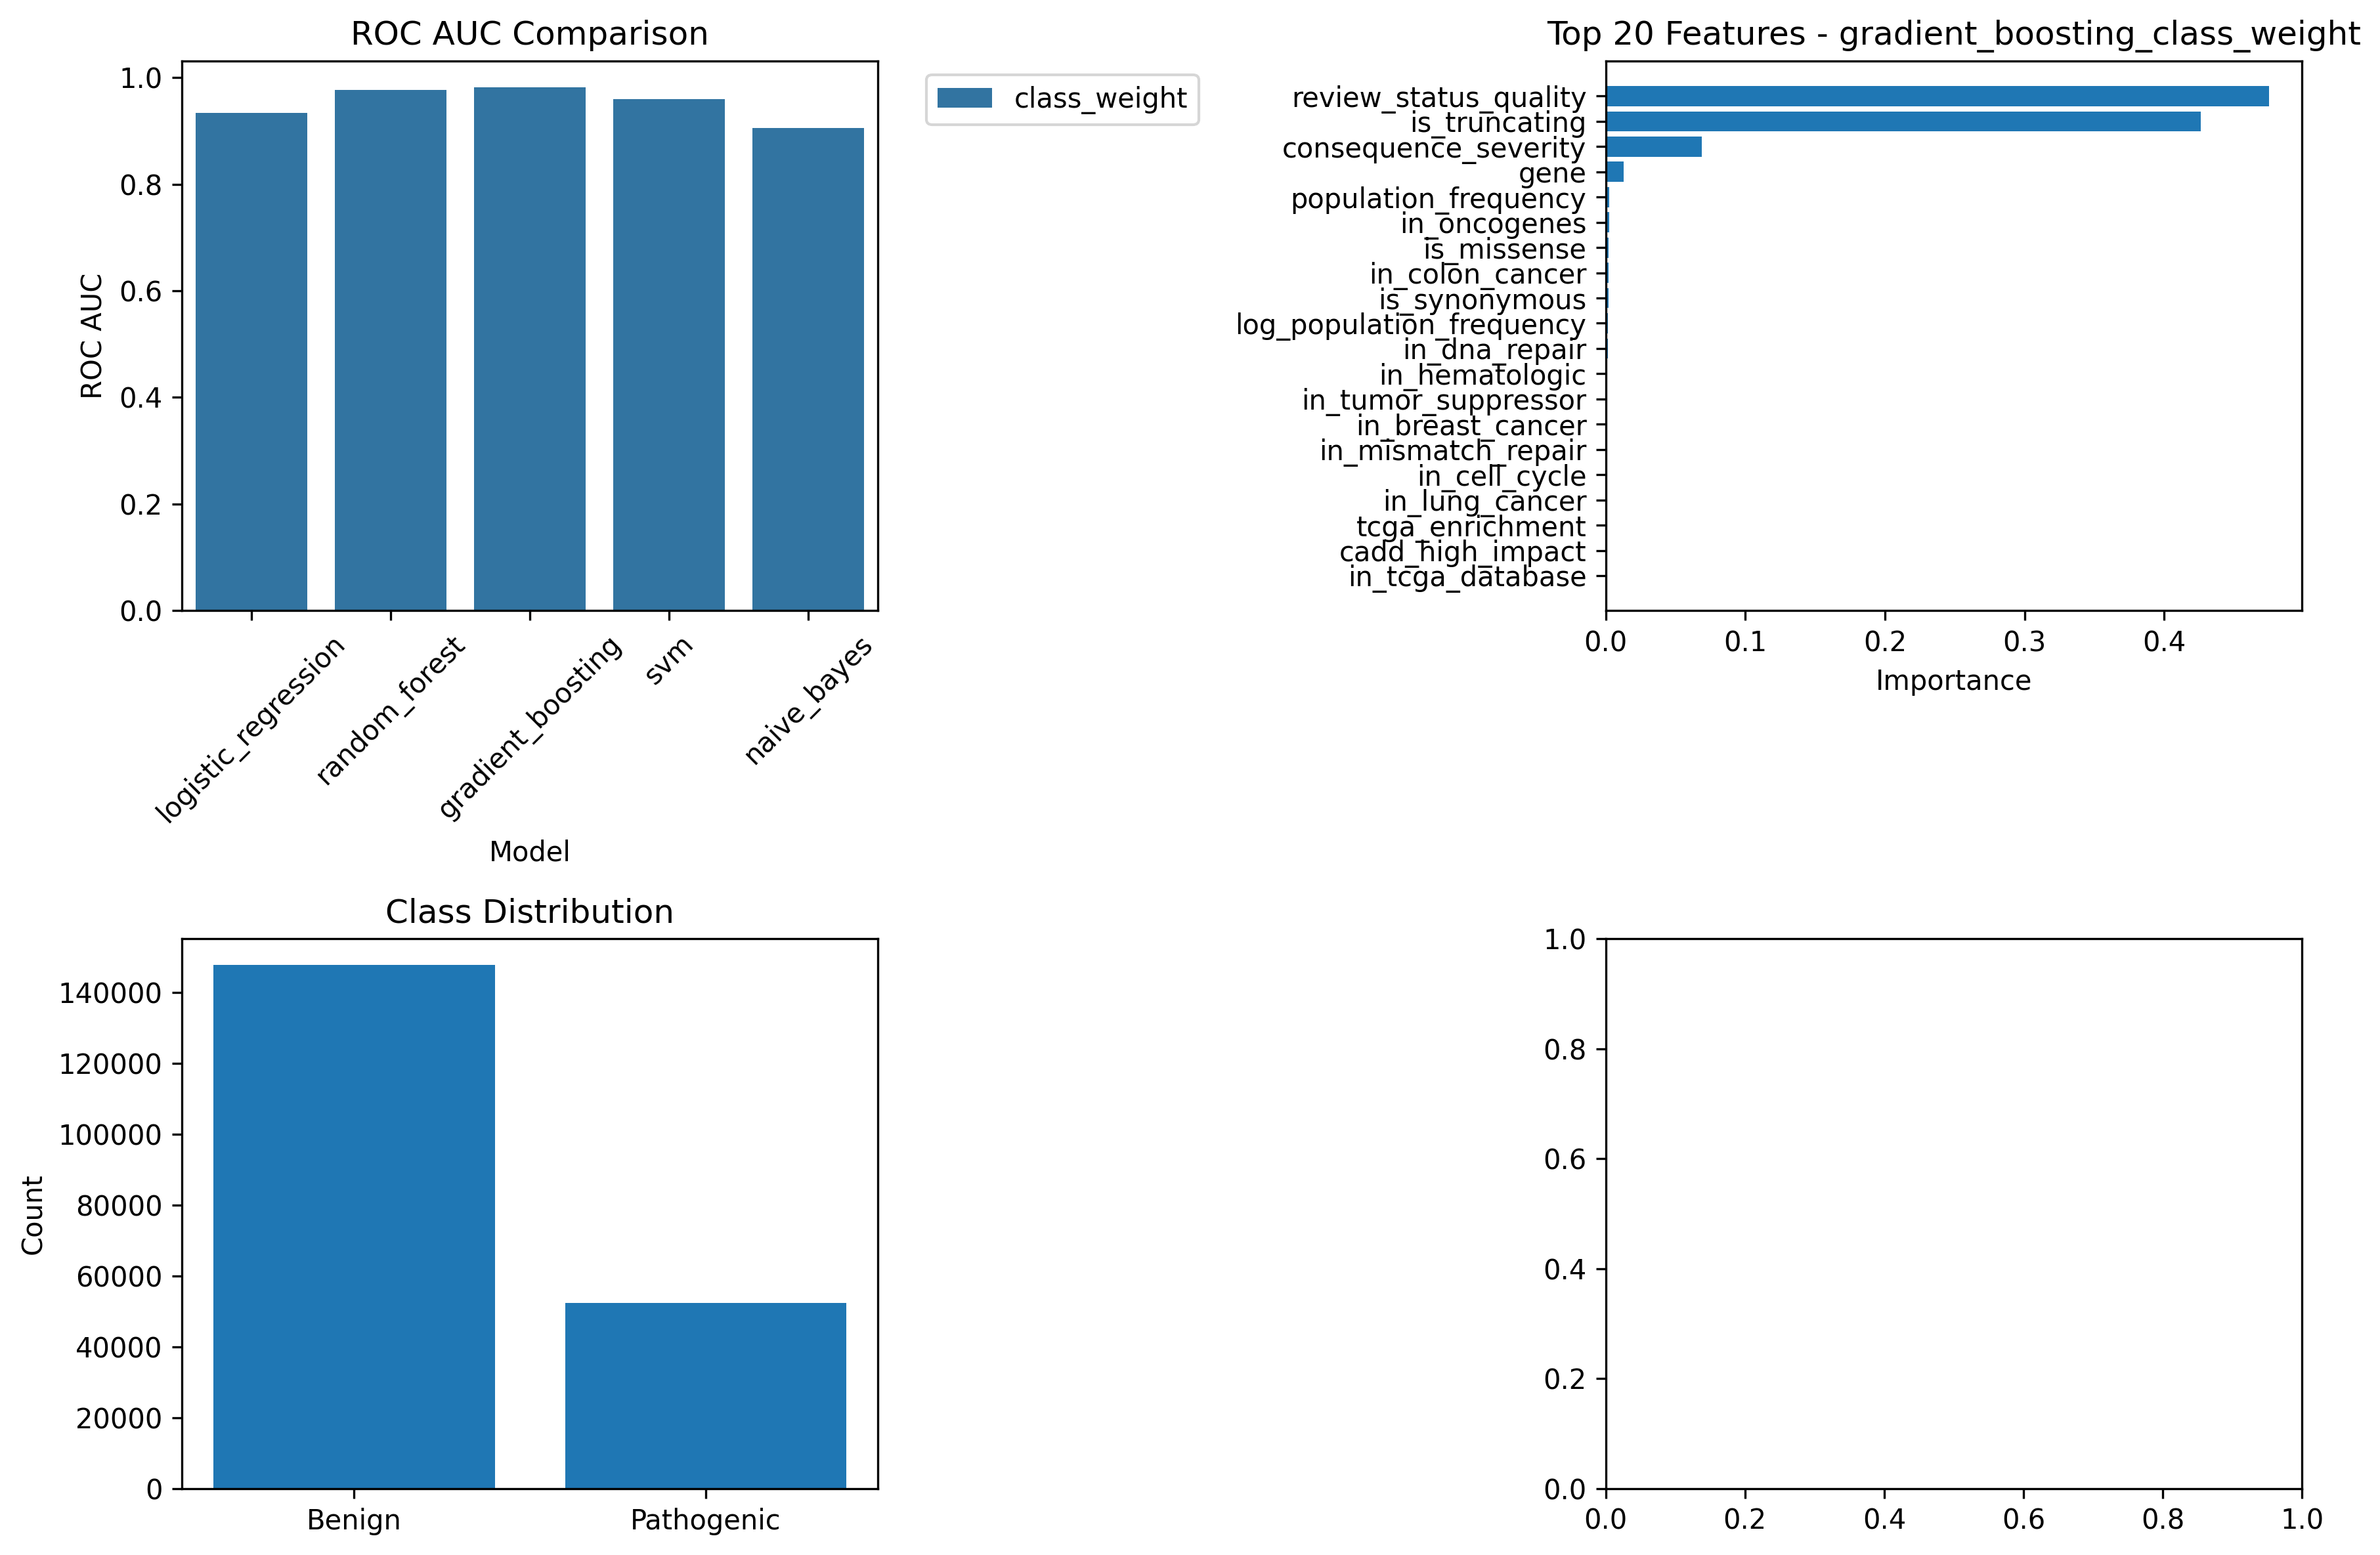 ROC AUC Comparison
1.0
0.8
0.6
0.4
0.2
0.0
ROC AUC
logistic_regression
random_forest
gradient_boosting
svm
naive_bayes
Model
class_weight
Top 20 Features - gradient_boosting_class_weight
review_status_quality
is_truncating
consequence_severity
gene
population_frequency
in_oncogenes
is_missense
in_colon_cancer
is_synonymous
log_population_frequency
in_dna_repair
in_hematologic
in_tumor_suppressor
in_breast_cancer
in_mismatch_repair
in_cell_cycle
in_lung_cancer
tcga_enrichment
cadd_high_impact
in_tcga_database
0.0 0.1 0.2 0.3 0.4
Importance
Class Distribution
140000
120000
100000
80000
60000
40000
20000
0
Count
Benign Pathogenic
1.0
0.8
0.6
0.4
0.2
0.0
0.0 0.2 0.4 0.6 0.8 1.0